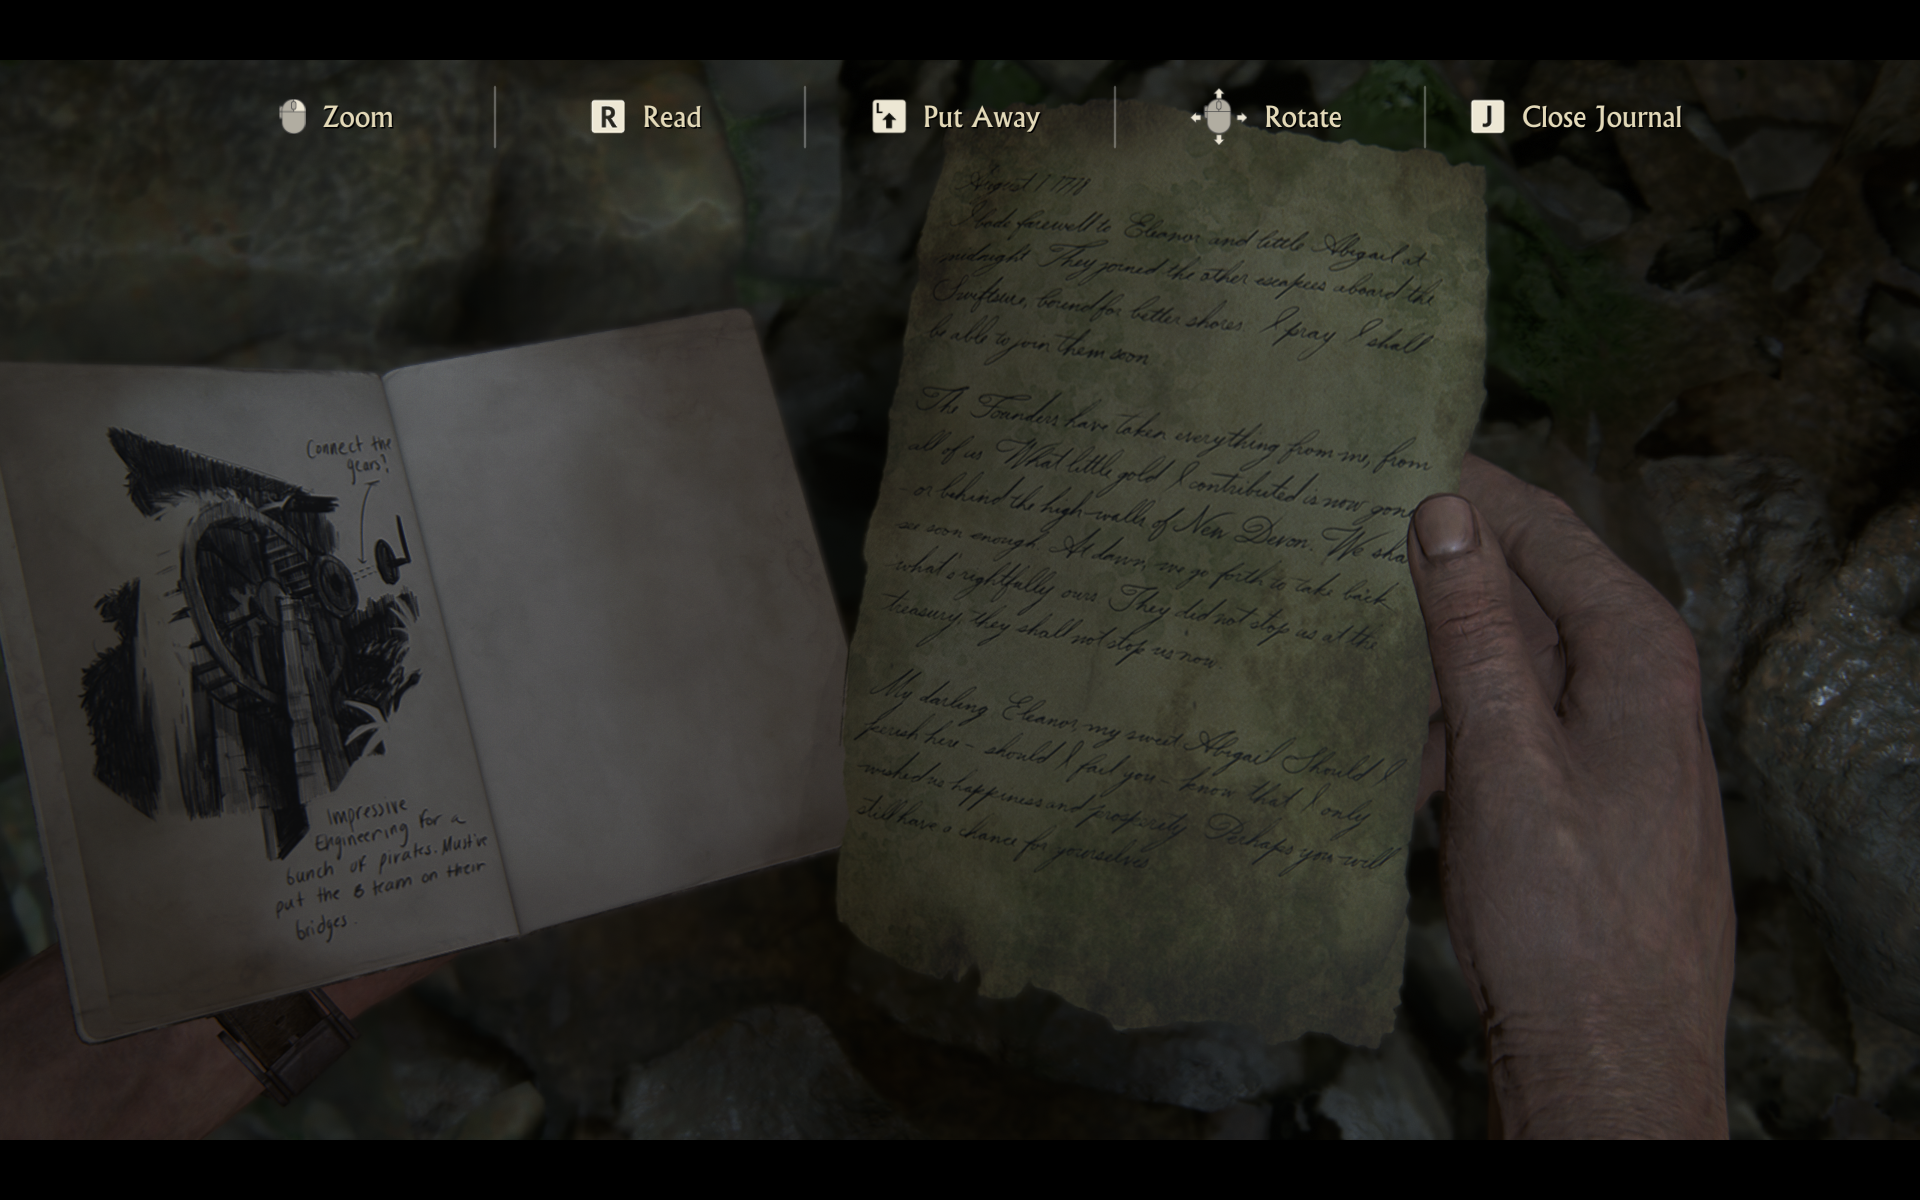 Zoom
R Read
L Put Away
Rotate
J Close Journal
Connect the
gears?
Impressive
Engineering for a
bunch of pirates. Must've
put the B team on their
bridges.
August
I bade farewell to Eleanor and little Abigail at
midnight. They joined the other escapees aboard the
Swiftsure, bound for better shores. I pray I shall
be able to join them soon
The Founders have taken everything from me, from
all of us. What little gold I contributed is now gone
or behind the high walls of New Devon. We sha
see soon enough. At dawn, we go forth to take back
what's rightfully ours. They did not stop us at the
treasury, they shall not stop us now.
My darling Eleanor, my sweet Abigail Should I
perish here - should I fail you - know that I only
wished us happiness and prosperity Perhaps you will
still have a chance for yourselves